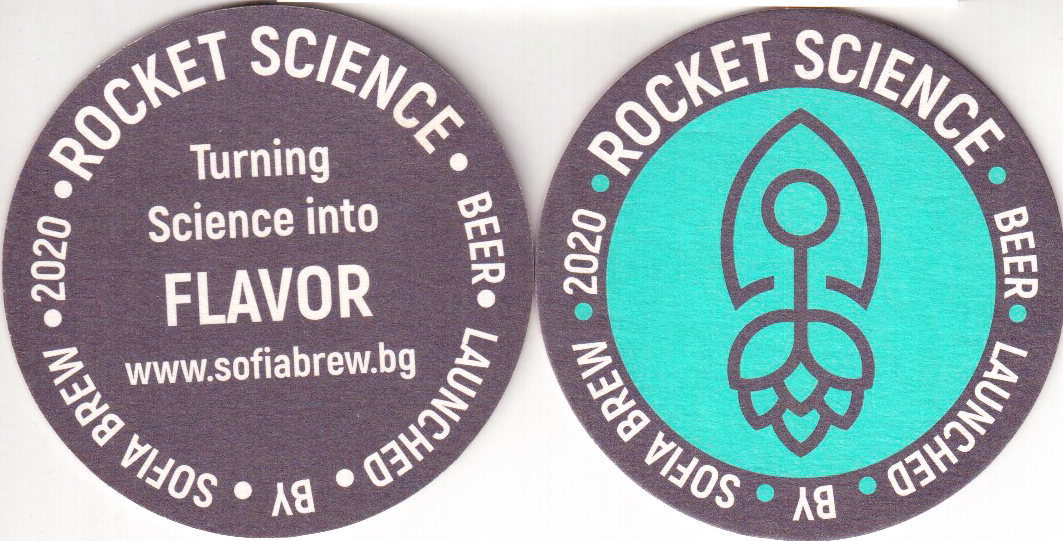 ROCKET SCIENCE • BEER • LAUNCHED • BY • SOFIA BREW • 2020 •
Turning
Science into
FLAVOR
www.sofiabrew.bg
ROCKET SCIENCE • BEER • LAUNCHED • BY • SOFIA BREW • 2020 •